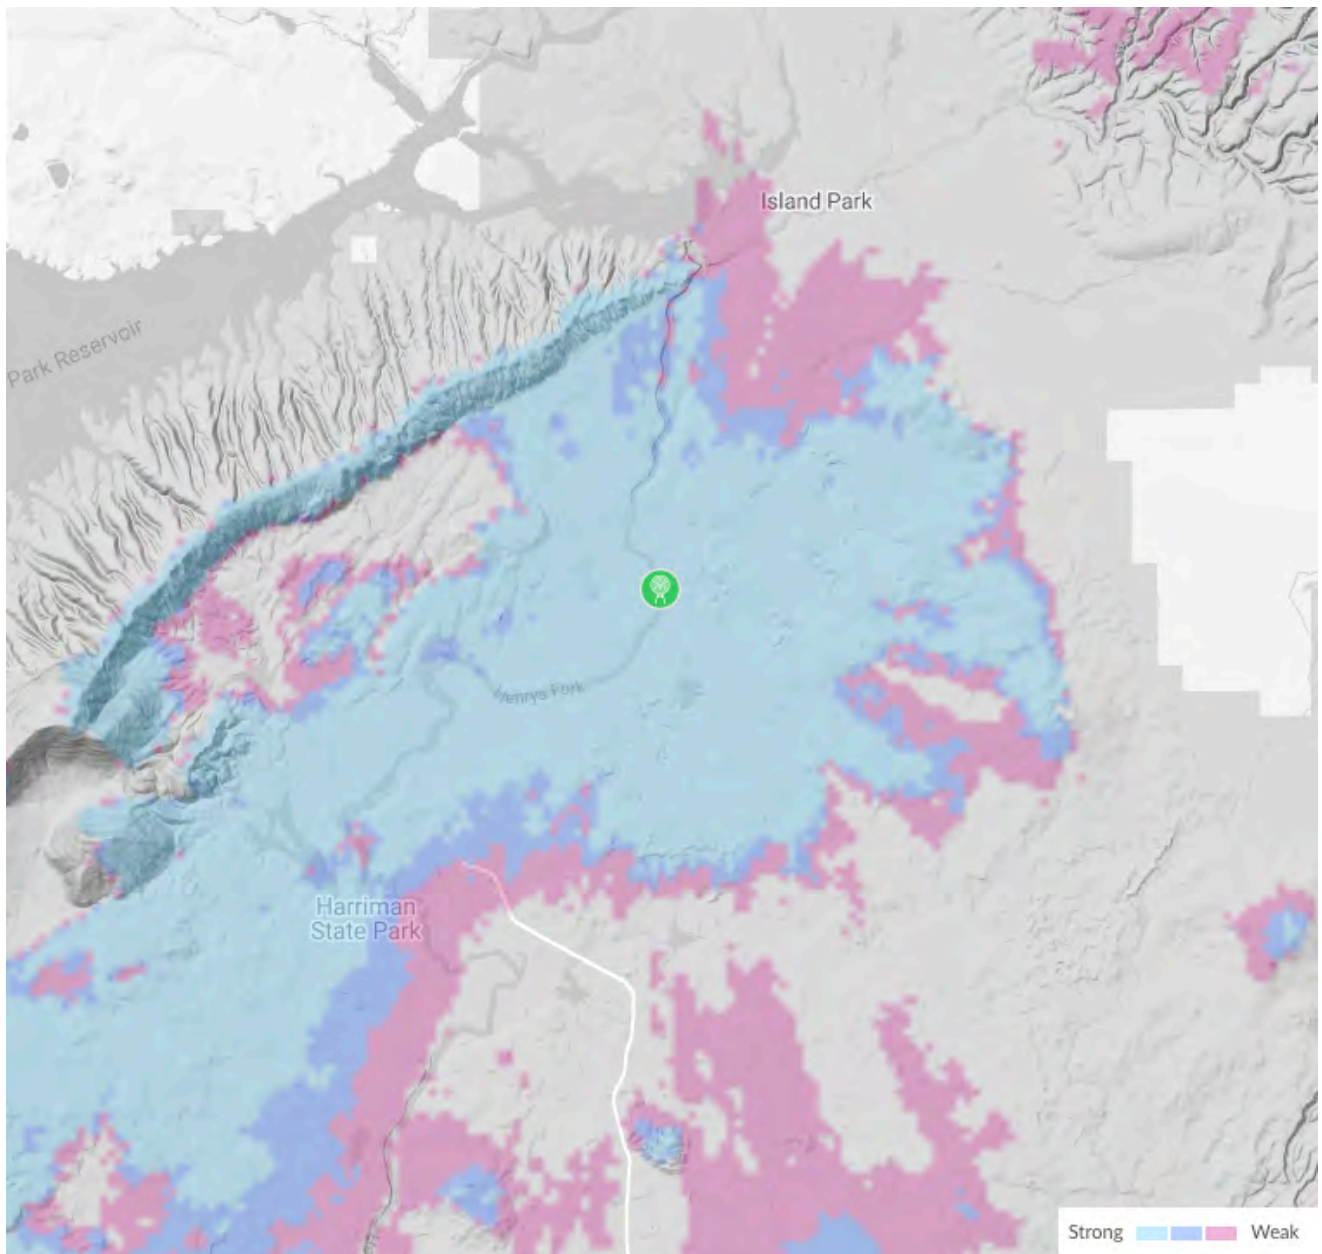 Island Park
Park Reservoir
Henrys Fork
Harriman
State Park
Strong
Weak